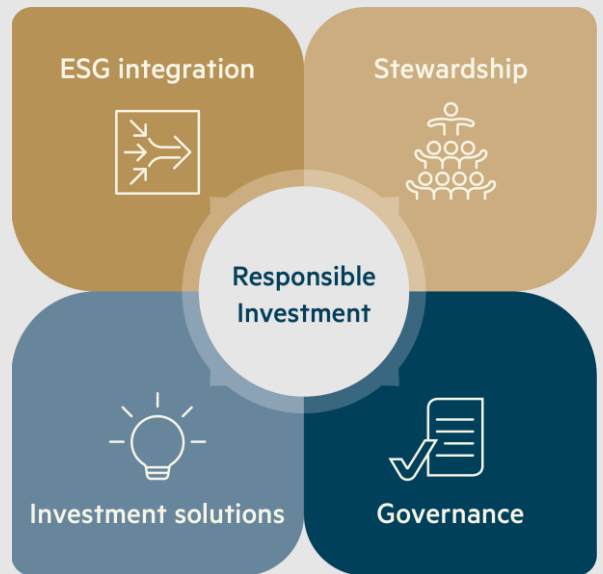 ESG integration
Stewardship
Responsible
Investment
Investment solutions
Governance